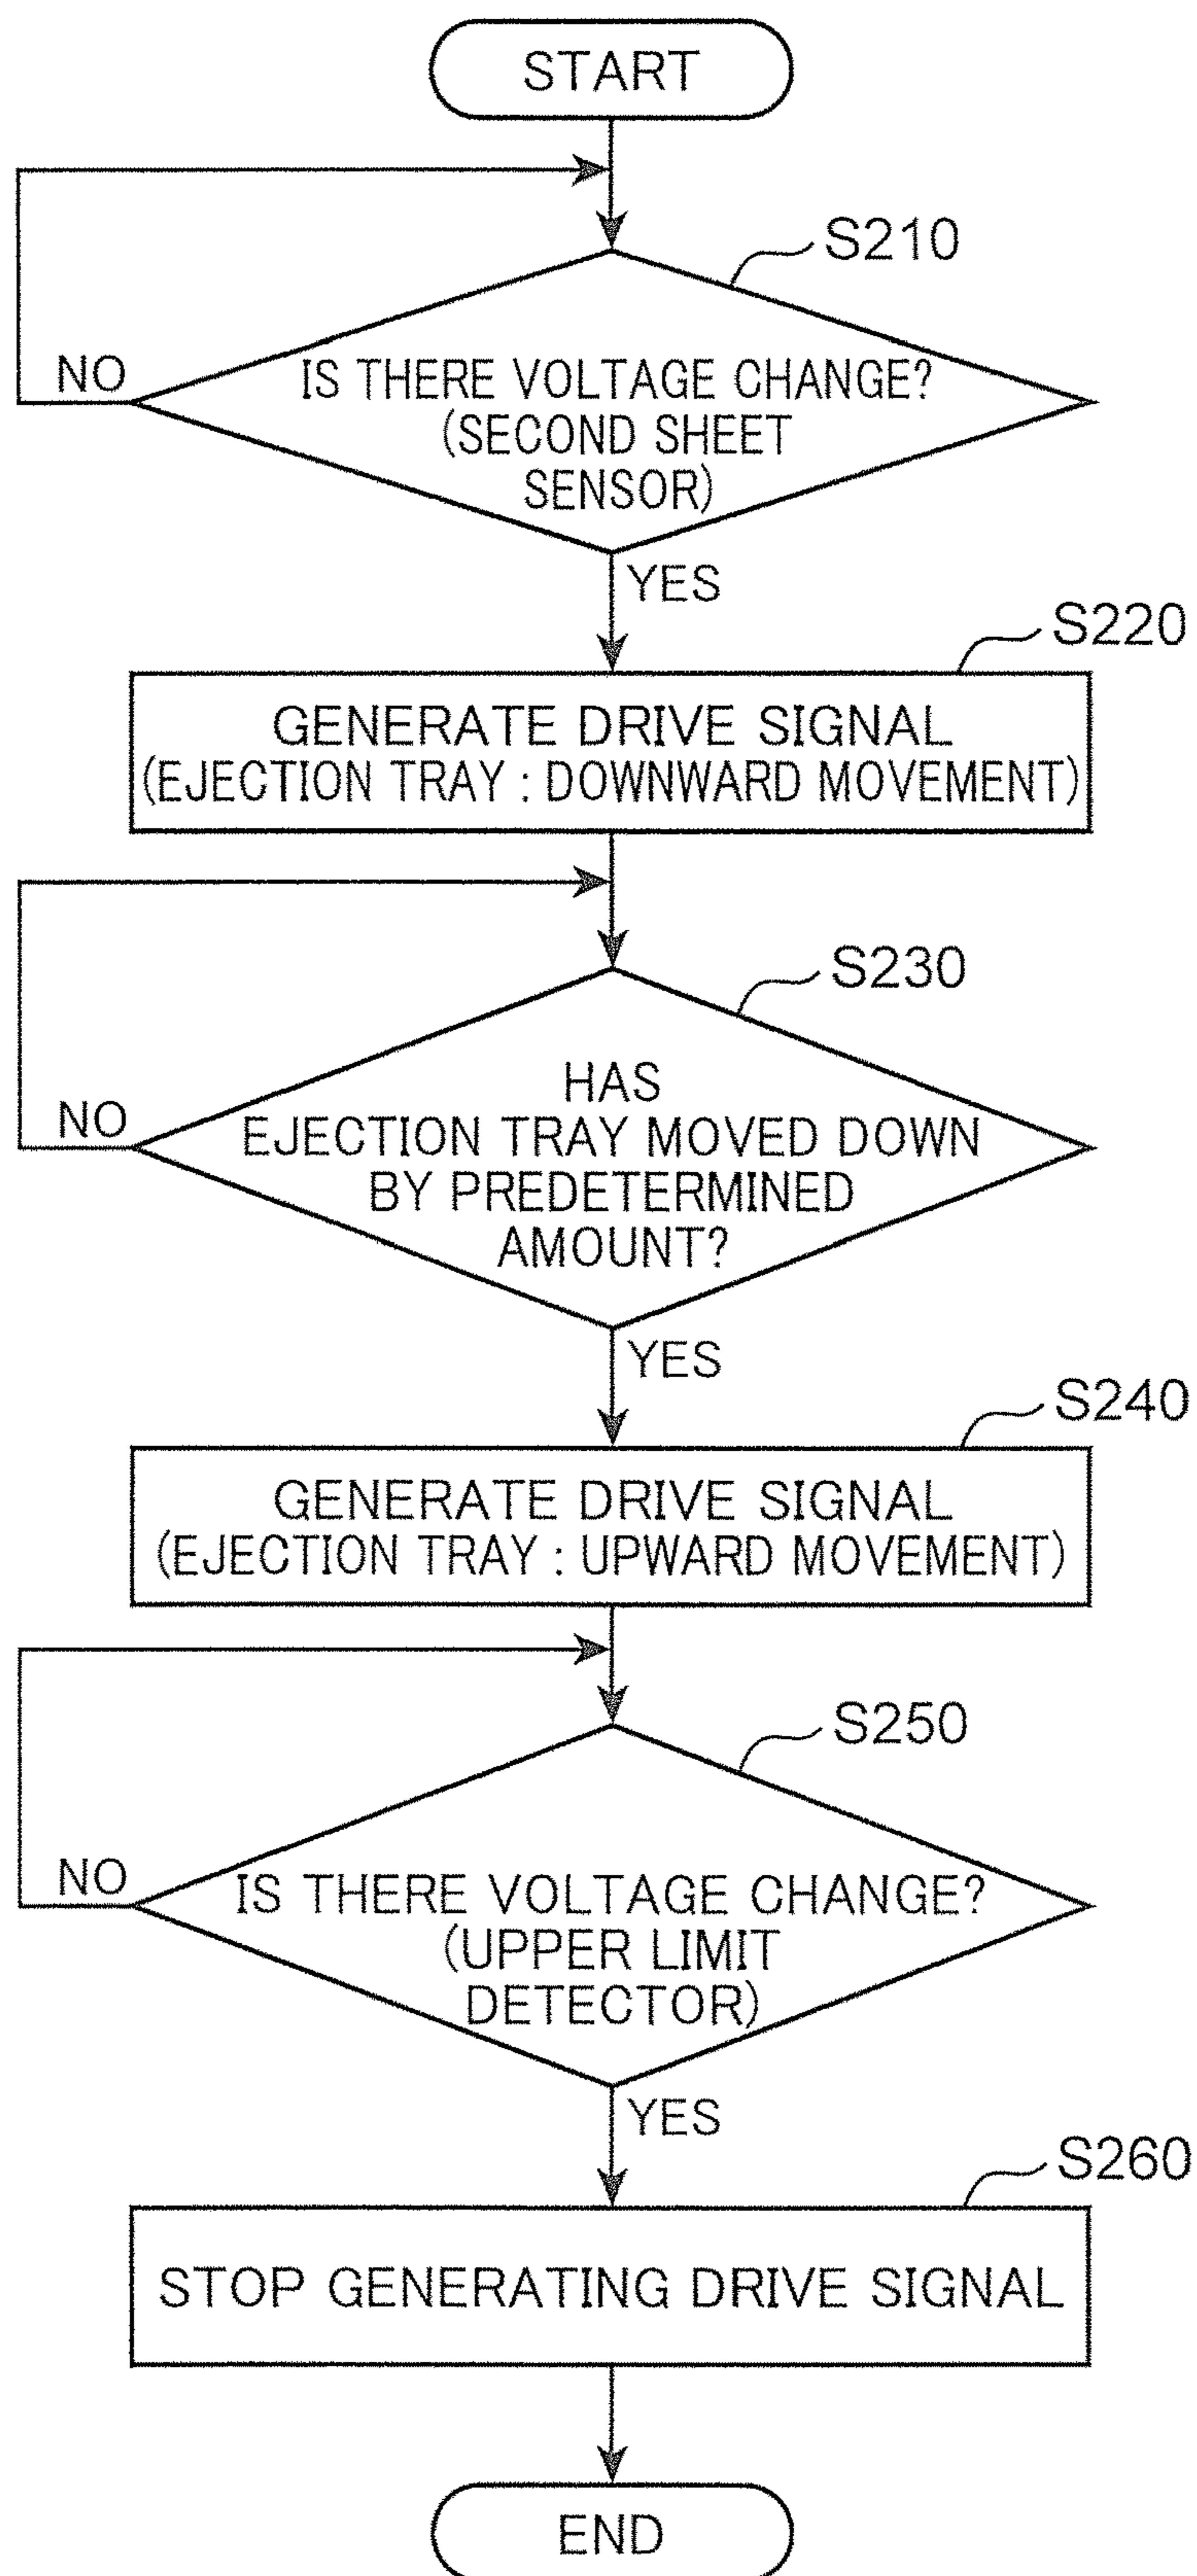 START
S210
NO
IS THERE VOLTAGE CHANGE?
(SECOND SHEET
SENSOR)
YES
S220
GENERATE DRIVE SIGNAL
(EJECTION TRAY : DOWNWARD MOVEMENT)
S230
NO
HAS
EJECTION TRAY MOVED DOWN
BY PREDETERMINED
AMOUNT?
YES
S240
GENERATE DRIVE SIGNAL
(EJECTION TRAY : UPWARD MOVEMENT)
S250
NO
IS THERE VOLTAGE CHANGE?
(UPPER LIMIT
DETECTOR)
YES
S260
STOP GENERATING DRIVE SIGNAL
END